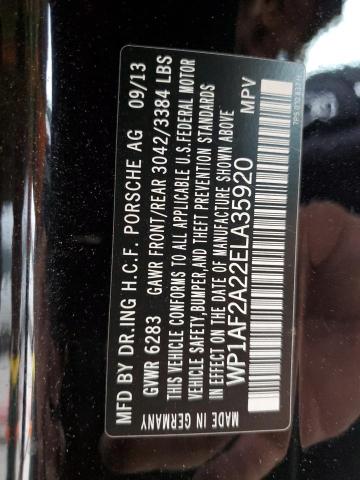 MFD BY DR.ING H.C.F. PORSCHE AG 09/13
GVWR 6283 GAWR FRONT/REAR 3042/3384 LBS
THIS VEHICLE CONFORMS TO ALL APPLICABLE U.S.FEDERAL MOTOR
VEHICLE SAFETY,BUMPER,AND THEFT PREVENTION STANDARDS
IN EFFECT ON THE DATE OF MANUFACTURE SHOWN ABOVE
WP1AF2A22ELA35920 MPV
MADE IN GERMANY